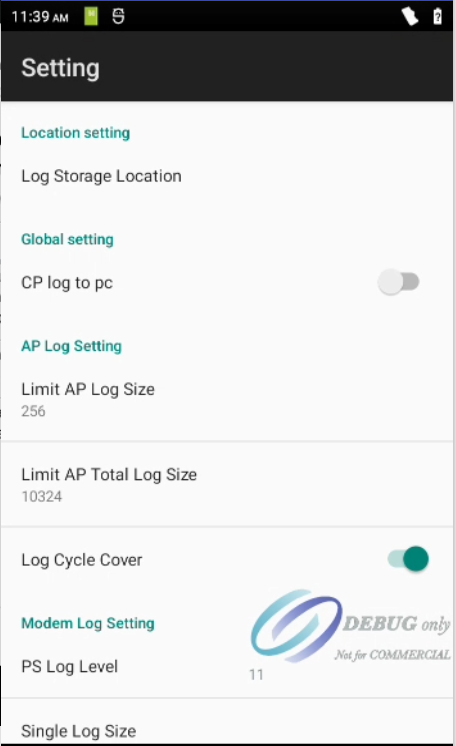 11:39 AM
Setting
Location setting
Log Storage Location
Global setting
CP log to pc
AP Log Setting
Limit AP Log Size
256
Limit AP Total Log Size
10324
Log Cycle Cover
Modem Log Setting
DEBUG only
Not for COMMERCIAL
PS Log Level
11
Single Log Size